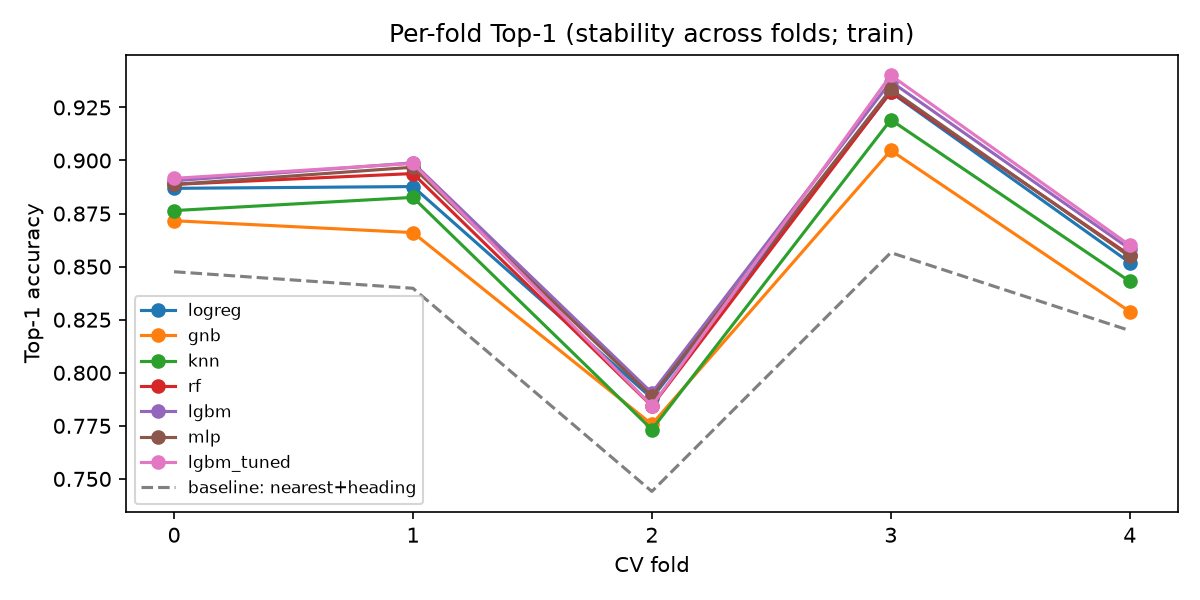 Per-fold Top-1 (stability across folds; train)
Top-1 accuracy
0.925
0.900
0.875
0.850
0.825
0.800
0.775
0.750
logreg
gnb
knn
rf
lgbm
mlp
lgbm_tuned
baseline: nearest+heading
0 1 2 3 4
CV fold